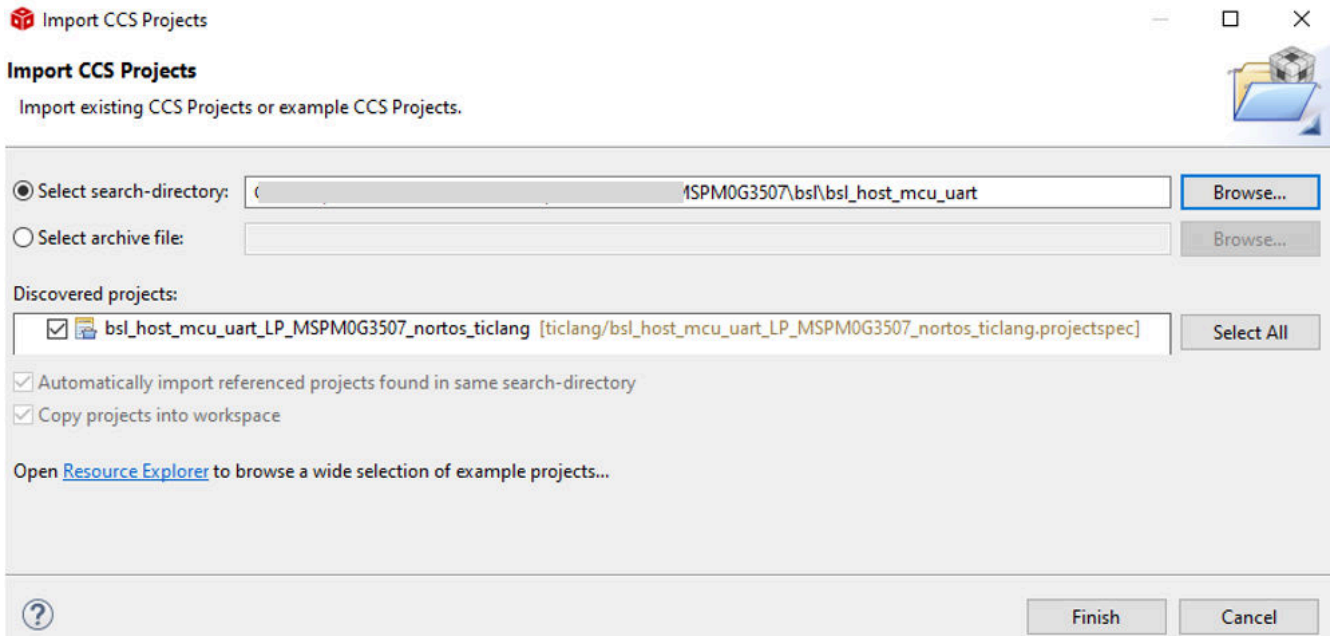 Import CCS Projects
Import CCS Projects
Import existing CCS Projects or example CCS Projects.
Select search-directory: MSPM0G3507\bsl\bsl_host_mcu_uart Browse...
Select archive file: Browse...
Discovered projects:
bsl_host_mcu_uart_LP_MSPM0G3507_nortos_ticlang [ticlang/bsl_host_mcu_uart_LP_MSPM0G3507_nortos_ticlang.projectspec] Select All
Automatically import referenced projects found in same search-directory
Copy projects into workspace
Open Resource Explorer to browse a wide selection of example projects...
? Finish Cancel